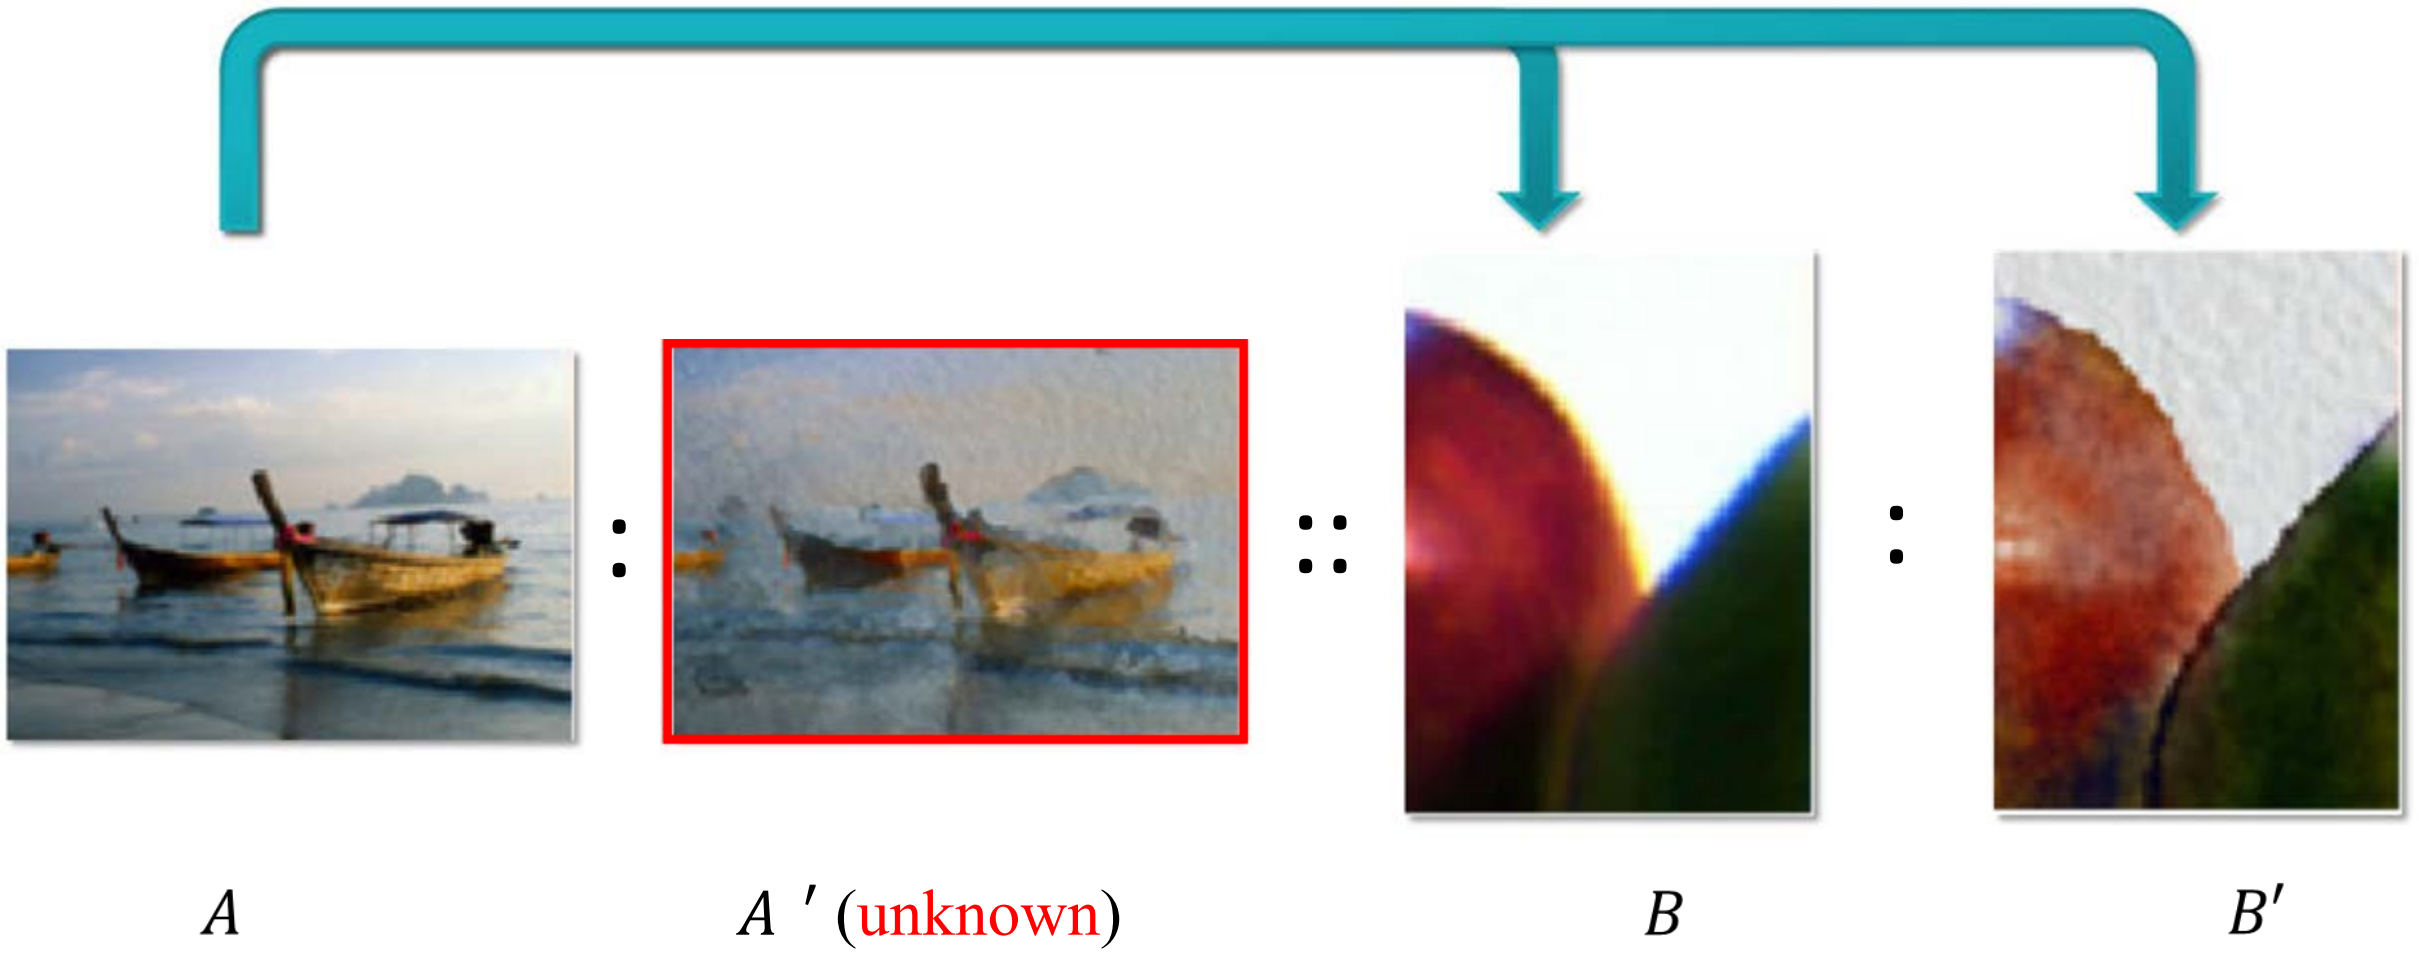 : :: :
A A ′ (unknown) B B′